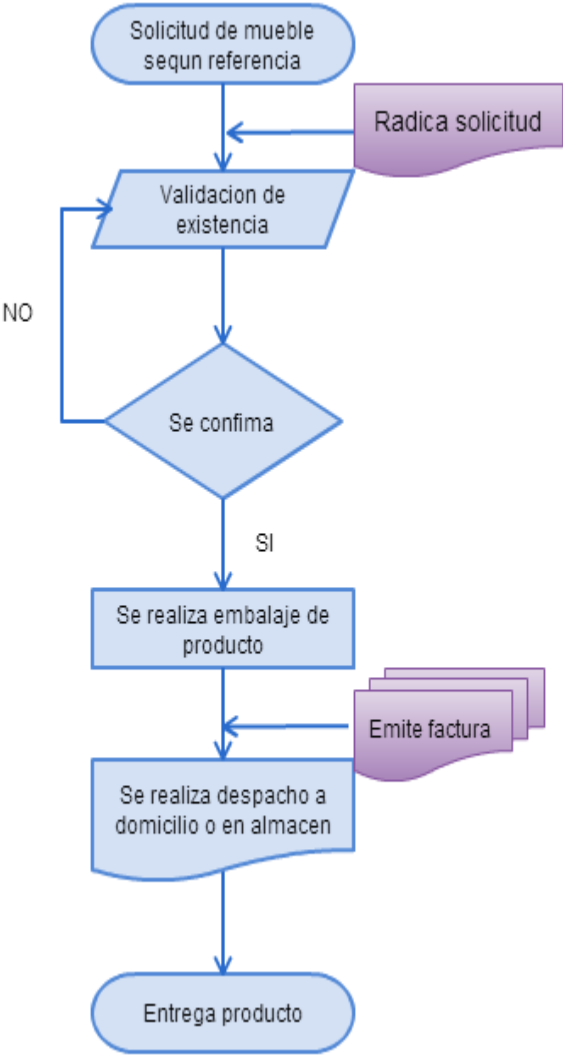 Solicitud de mueble
sequn referencia
Radica solicitud
Validacion de
existencia
NO
Se confima
SI
Se realiza embalaje de
producto
Emite factura
Se realiza despacho a
domicilio o en almacen
Entrega producto